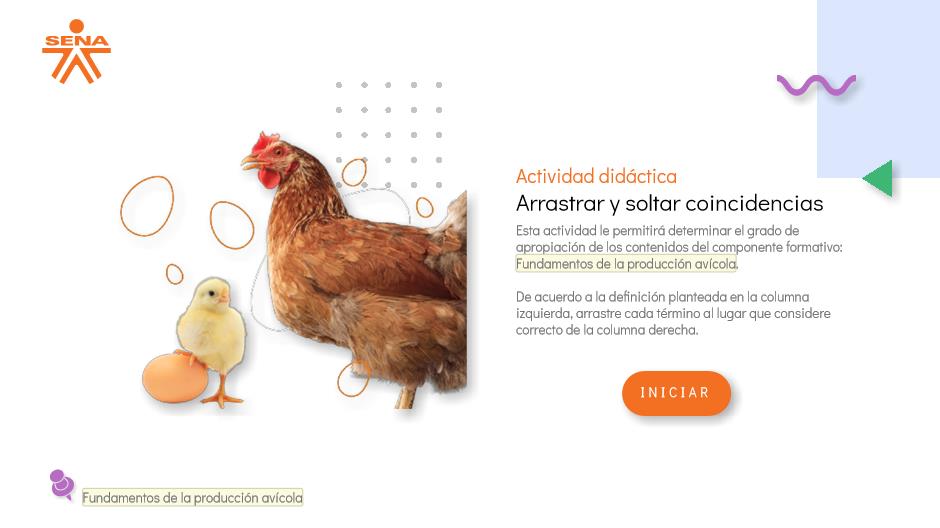 SENA
Actividad didáctica
Arrastrar y soltar coincidencias
Esta actividad le permitirá determinar el grado de
apropiación de los contenidos del componente formativo:
Fundamentos de la producción avícola.
De acuerdo a la definición planteada en la columna
izquierda, arrastre cada término al lugar que considere
correcto de la columna derecha.
INICIAR
Fundamentos de la producción avícola